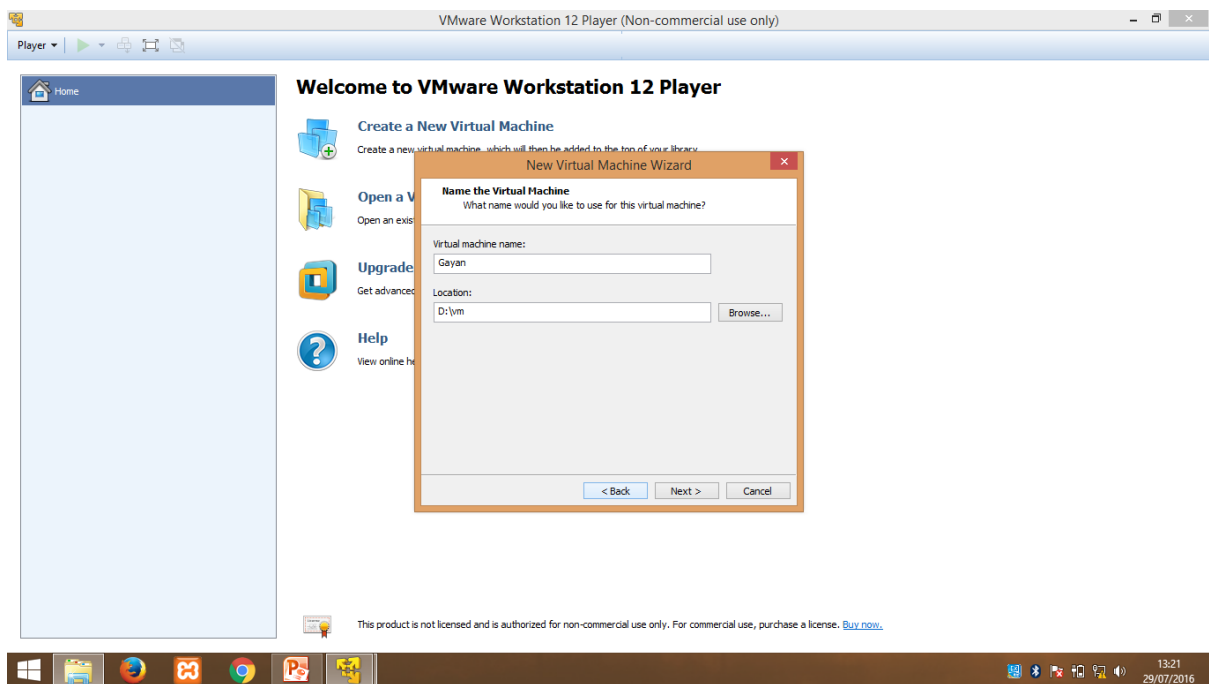 VMware Workstation 12 Player (Non-commercial use only)
Player
Home
Welcome to VMware Workstation 12 Player
Create a New Virtual Machine
Create a new virtual machine, which will then be added to the top of your library.
New Virtual Machine Wizard
Name the Virtual Machine
What name would you like to use for this virtual machine?
Open a V
Open an exis
Virtual machine name:
Gayan
Upgrade
Get advanced
Location:
D:\vm
Browse...
Help
View online he
< Back
Next >
Cancel
This product is not licensed and is authorized for non-commercial use only. For commercial use, purchase a license. Buy now.
13:21
29/07/2016